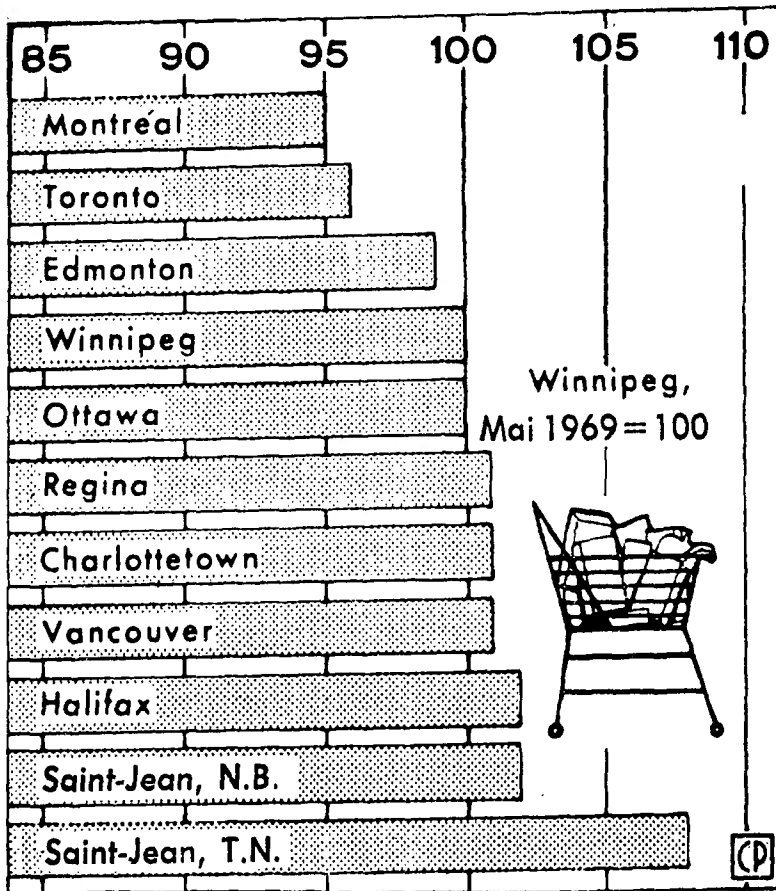 85 90 95 100 105 110
Montréal
Toronto
Edmonton
Winnipeg
Winnipeg,
Ottawa
Mai 1969 = 100
Regina
Charlottetown
Vancouver
Halifax
Saint-Jean, N.B.
Saint-Jean, T.N.
CP